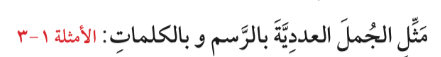 مَثِّلِ الجُملَ العدديَّةَ بالرَّسم و بالكلماتِ: الأمثلة ١-٣